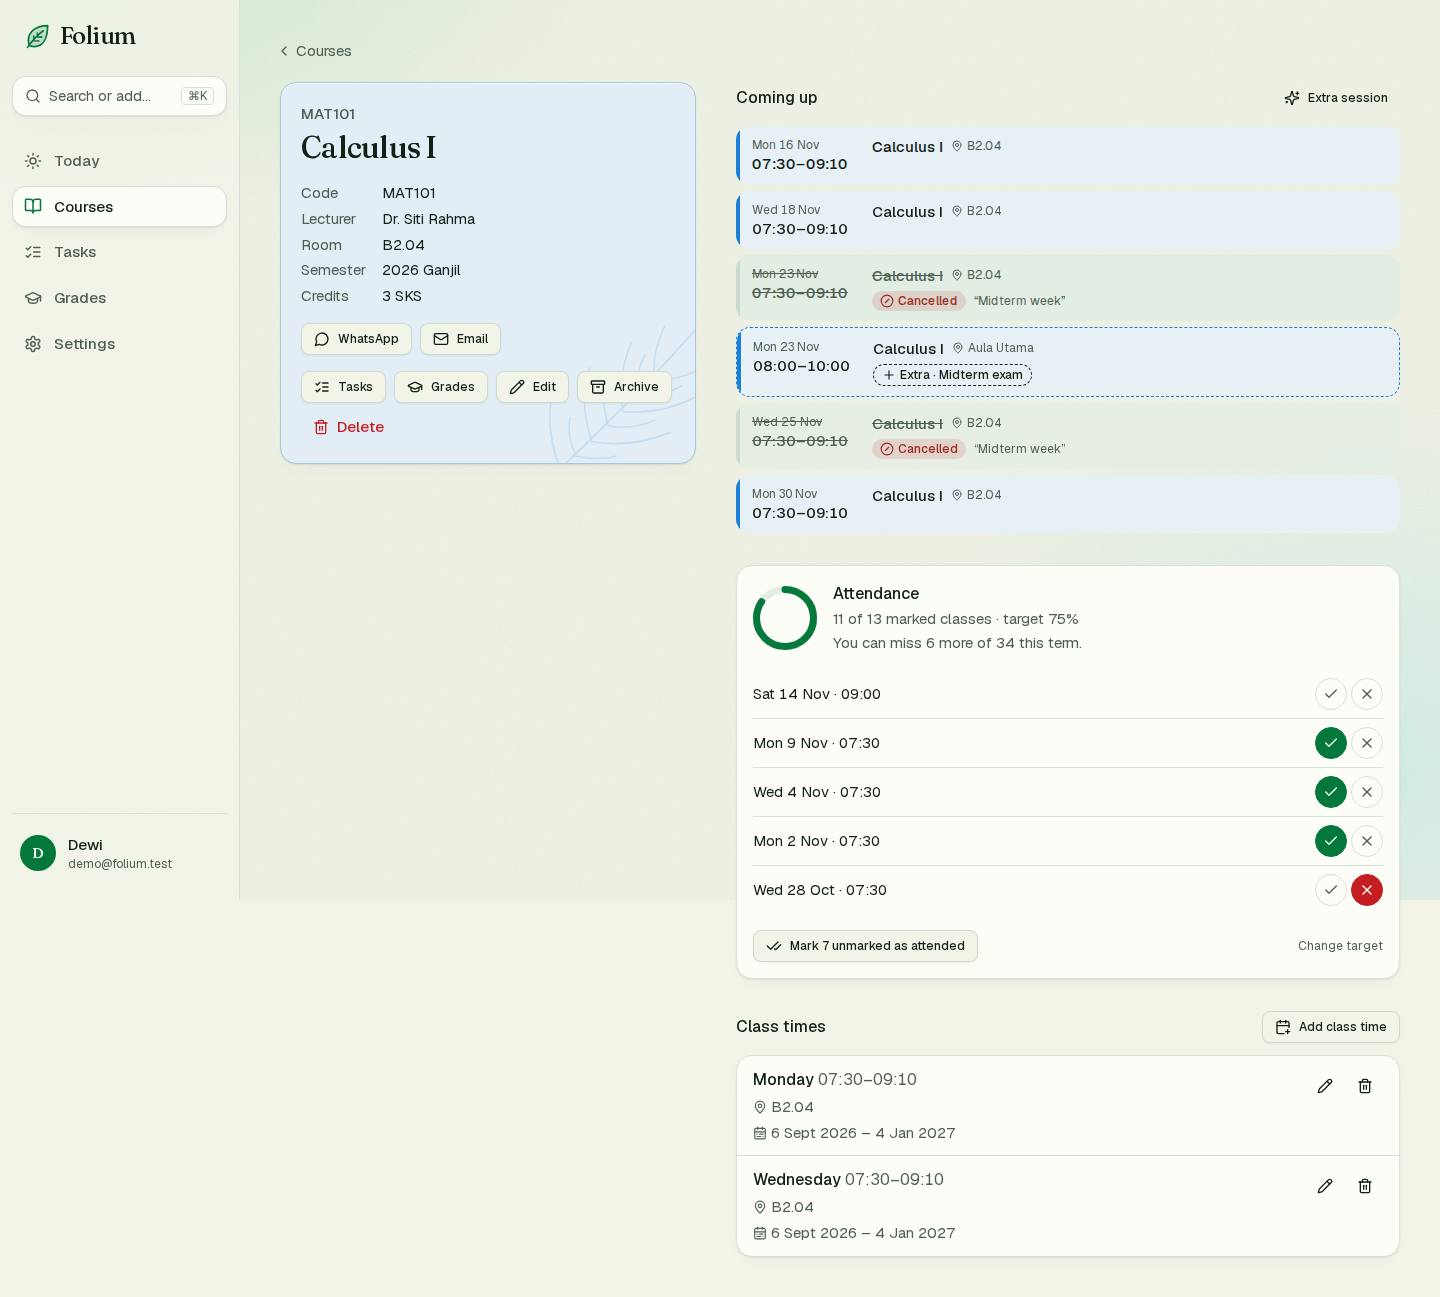 Folium
Search or add... ⌘K
Today
Courses
Tasks
Grades
Settings
D
Dewi
demo@folium.test
Courses
MAT101
Calculus I
Code MAT101
Lecturer Dr. Siti Rahma
Room B2.04
Semester 2026 Ganjil
Credits 3 SKS
WhatsApp Email
Tasks Grades Edit Archive
Delete
Coming up Extra session
Mon 16 Nov
07:30–09:10
Calculus I B2.04
Wed 18 Nov
07:30–09:10
Calculus I B2.04
Mon 23 Nov
07:30–09:10
Calculus I B2.04
Cancelled “Midterm week”
Mon 23 Nov
08:00–10:00
Calculus I Aula Utama
Extra · Midterm exam
Wed 25 Nov
07:30–09:10
Calculus I B2.04
Cancelled “Midterm week”
Mon 30 Nov
07:30–09:10
Calculus I B2.04
Attendance
11 of 13 marked classes · target 75%
You can miss 6 more of 34 this term.
Sat 14 Nov · 09:00
Mon 9 Nov · 07:30
Wed 4 Nov · 07:30
Mon 2 Nov · 07:30
Wed 28 Oct · 07:30
Mark 7 unmarked as attended Change target
Class times Add class time
Monday 07:30–09:10
B2.04
6 Sept 2026 – 4 Jan 2027
Wednesday 07:30–09:10
B2.04
6 Sept 2026 – 4 Jan 2027